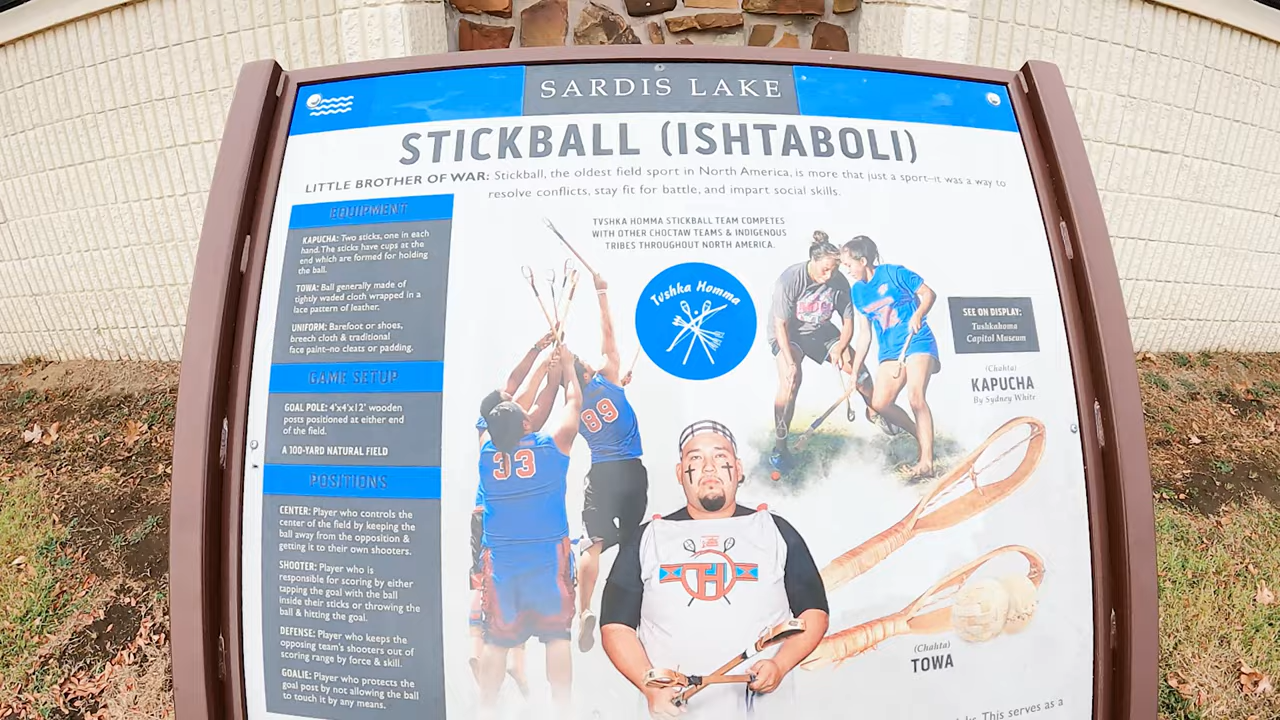 SARDIS LAKE
STICKBALL (ISHTABOLI)
LITTLE BROTHER OF WAR: Stickball, the oldest field sport in North America, is more that just a sport–it was a way to
resolve conflicts, stay fit for battle, and impart social skills.
EQUIPMENT
KAPUCHA: Two sticks, one in each
hand. The sticks have cups at the
end which are formed for holding
the ball.
TOWA: Ball generally made of
tightly waded cloth wrapped in a
lace pattern of leather.
UNIFORM: Barefoot or shoes,
breech cloth & traditional
face paint–no cleats or padding.
GAME SETUP
GOAL POLE: 4'x4'x12' wooden
posts positioned at either end
of the field.
A 100-YARD NATURAL FIELD
POSITIONS
CENTER: Player who controls the
center of the field by keeping the
ball away from the opposition &
getting it to their own shooters.
SHOOTER: Player who is
responsible for scoring by either
tapping the goal with the ball
inside their sticks or throwing the
ball & hitting the goal.
DEFENSE: Player who keeps the
opposing team's shooters out of
scoring range by force & skill.
GOALIE: Player who protects the
goal post by not allowing the ball
to touch it by any means.
TVSHKA HOMMA STICKBALL TEAM COMPETES
WITH OTHER CHOCTAW TEAMS & INDIGENOUS
TRIBES THROUGHOUT NORTH AMERICA.
Tvshka Homma
89
33
TH
SEE ON DISPLAY:
Tushkahoma
Capitol Museum
(Chahta)
KAPUCHA
By Sydney White
(Chahta)
TOWA
This serves as a